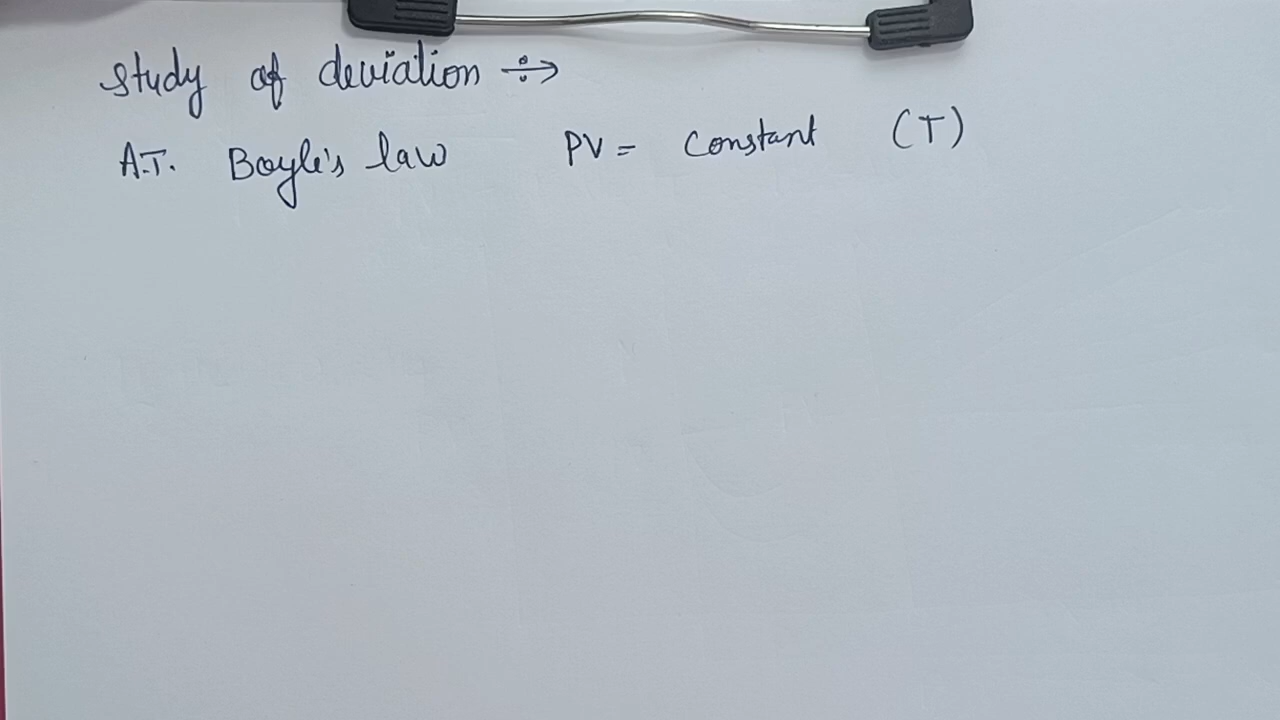 Study of deviation ÷→
A.T. Boyle's law PV = Constant (T)